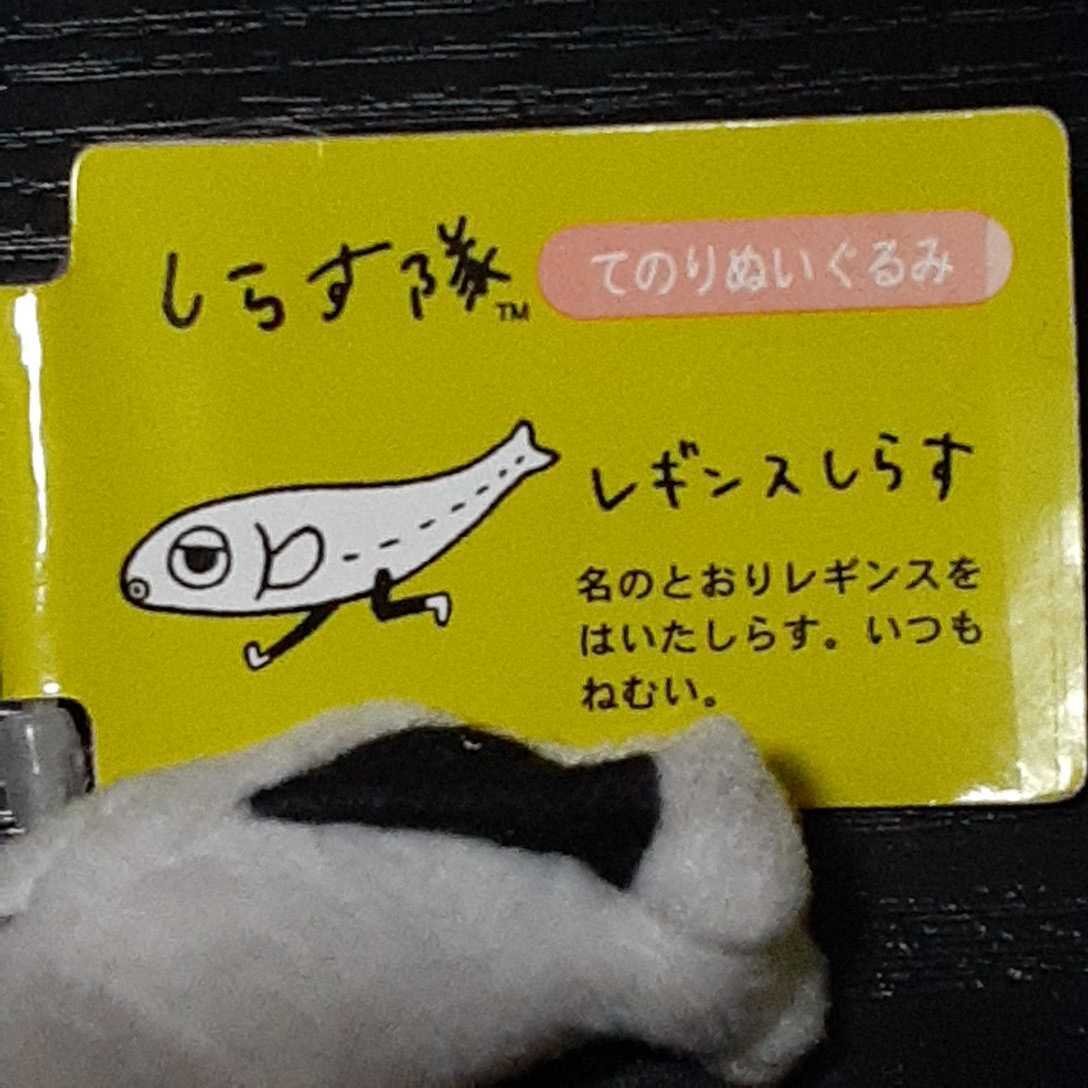 しらす隊™
てのりぬいぐるみ
レギンスしらす
名のとおりレギンスを
はいたしらす。いつも
ねむい。